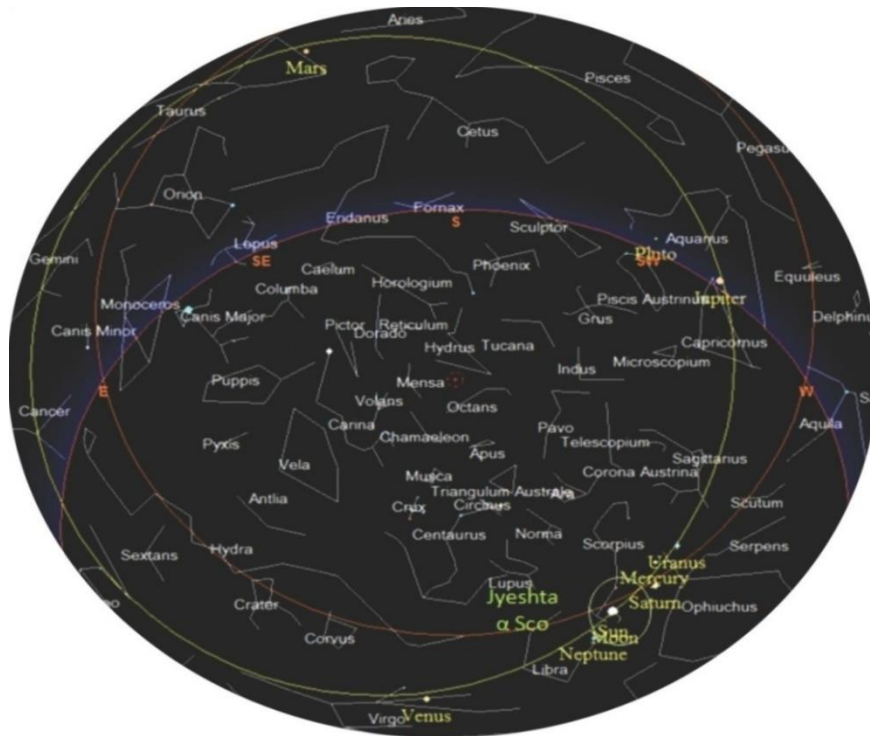 Aries
Mars
Pisces
Taurus
Cetus
Pegasu
Orion
Fornax
Eridanus
S
Sculptor
Lepus
SE
Aquarius
Pluto
SW
Gemini
Caelum
Phoenix
Equuleus
Columba
Horologium
Monoceros
Piscis Austrinu
Jupiter
Canis Major
Grus
Delphinu
Canis Minor
Pictor
Reticulum
Dorado
Capricornus
Hydrus
Tucana
Microscopium
Indus
Puppis
Mensa
E
W
Volans
Octans
Cancer
Carina
Aquila
Pavo
Chamaeleon
Pyxis
Telescopium
Apus
Vela
Sagittarius
Corona Austrina
Musca
Triangulum Australe
Ara
Antlia
Circinus
Crux
Scutum
Centaurus
Norma
Hydra
Scorpius
Serpens
Sextans
Uranus
Mercury
Lupus
Jyeshta
α Sco
Saturn
Crater
Ophiuchus
Corvus
Sun
Moon
Neptune
Libra
Virgo
Venus